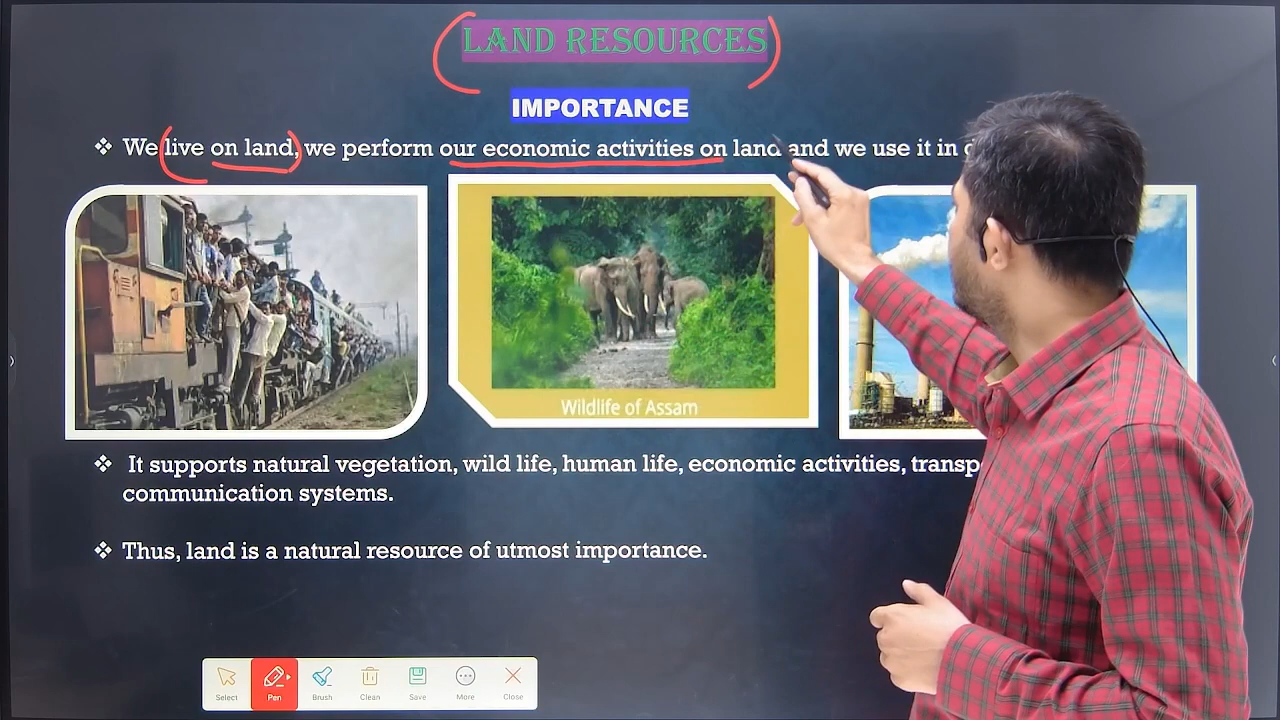 LAND RESOURCES
IMPORTANCE
❖ We live on land, we perform our economic activities on land and we use it in
Wildlife of Assam
❖ It supports natural vegetation, wild life, human life, economic activities,
communication systems.
❖ Thus, land is a natural resource of utmost importance.
Select Pen Brush Clean Save More Close